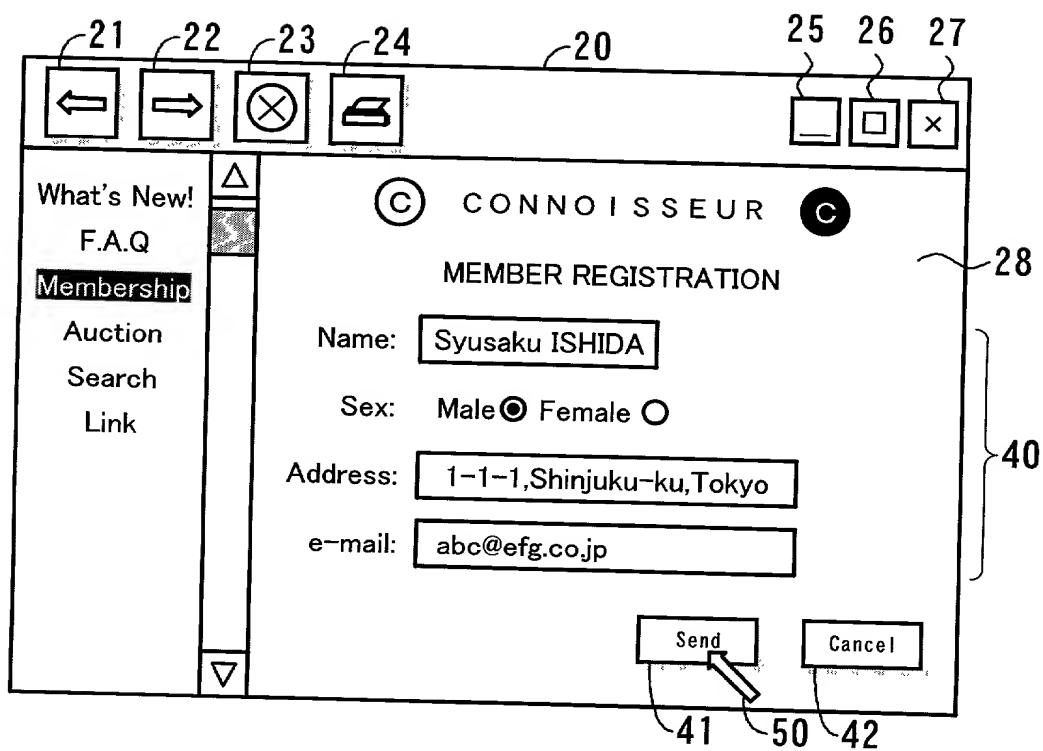 21 22 23 24 20 25 26 27
What's New!
F.A.Q
Membership
Auction
Search
Link
C CONNOISSEUR C
28
MEMBER REGISTRATION
Name: Syusaku ISHIDA
Sex: Male Female
Address: 1-1-1,Shinjuku-ku,Tokyo
e-mail: abc@efg.co.jp
40
Send Cancel
41 50 42